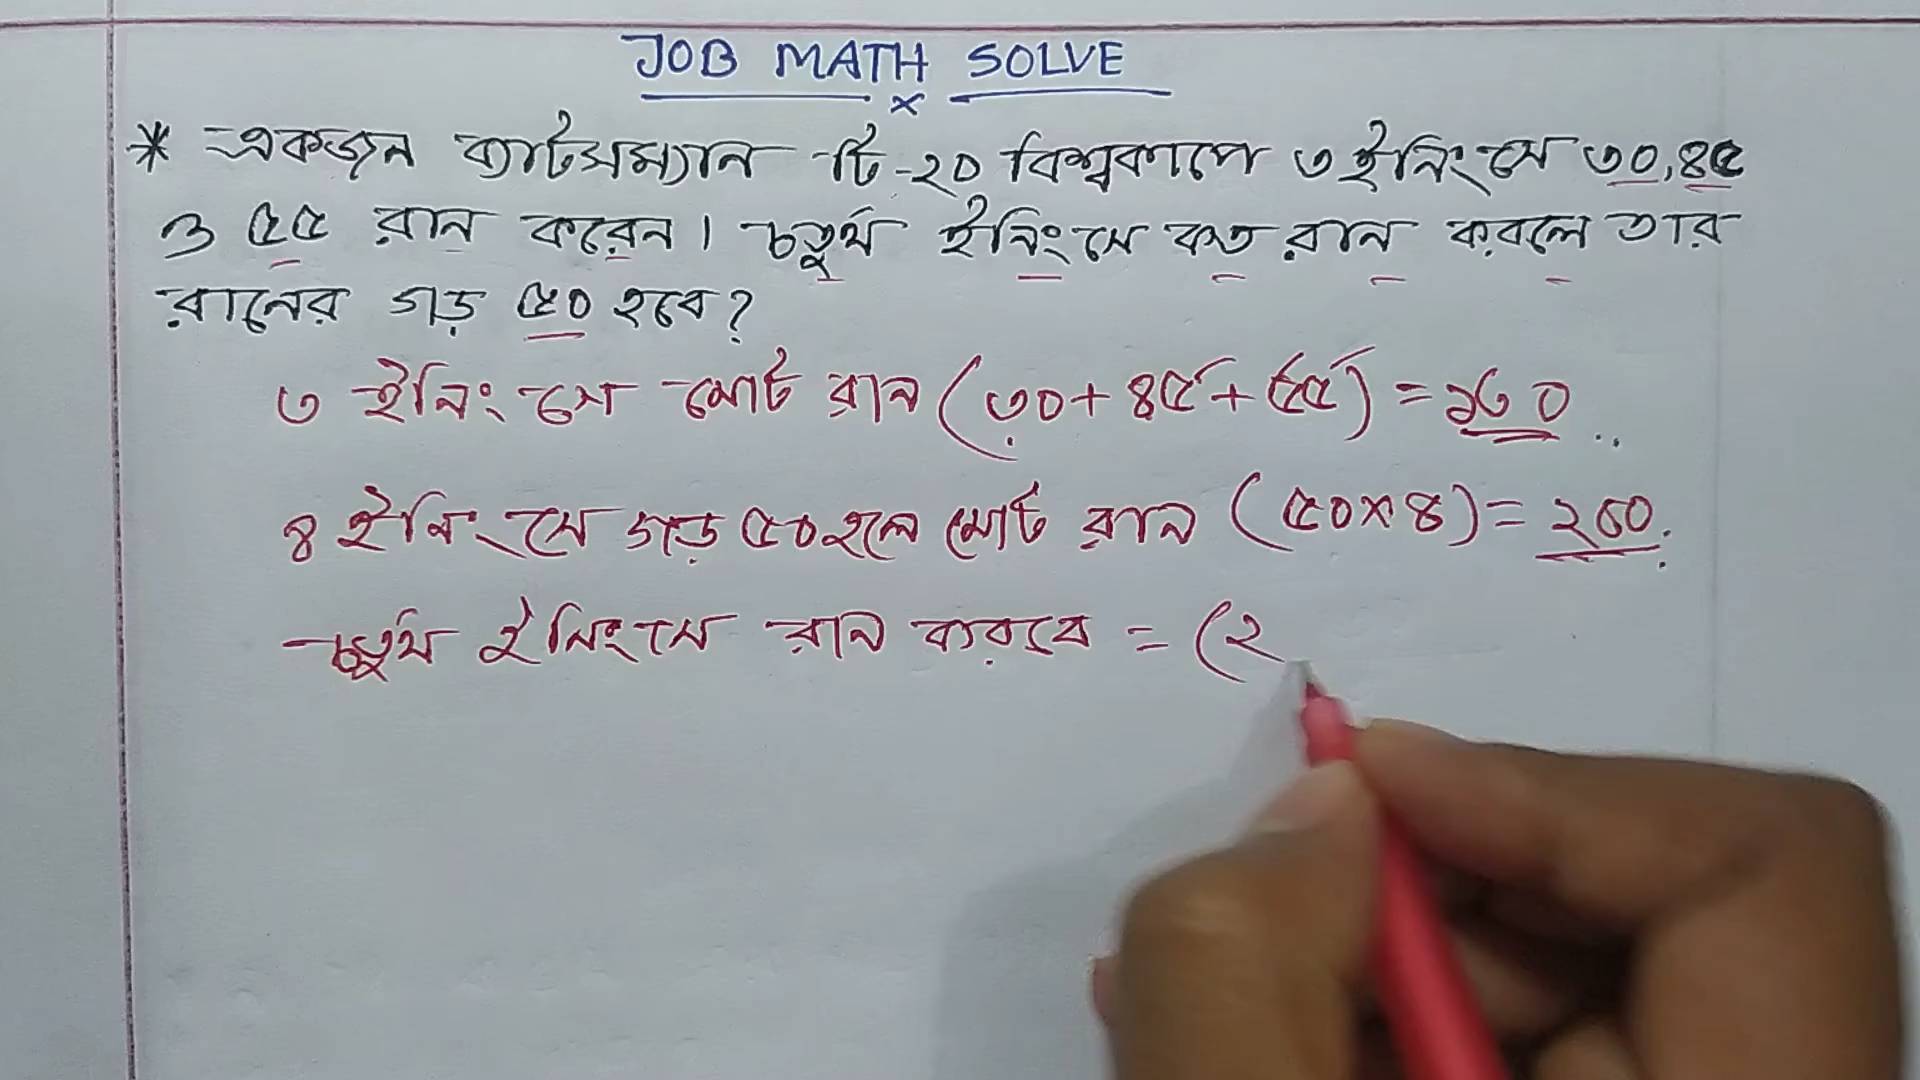 JOB MATH SOLVE
x
* একজন ব্যাটসম্যান টি-২০ বিশ্বকাপে ৩ ইনিংসে ৩০, ৪৫
ও ৫৫ রান করেন। চতুর্থ ইনিংসে কত রান করলে তার
রানের গড় ৫০ হবে?
৩ ইনিংসে মোট রান (৩০+৪৫+৫৫) = ১৩০
৪ ইনিংসে গড় ৫০ হলে মোট রান (৫০×৪) = ২০০
চতুর্থ ইনিংসে রান করবে = (২